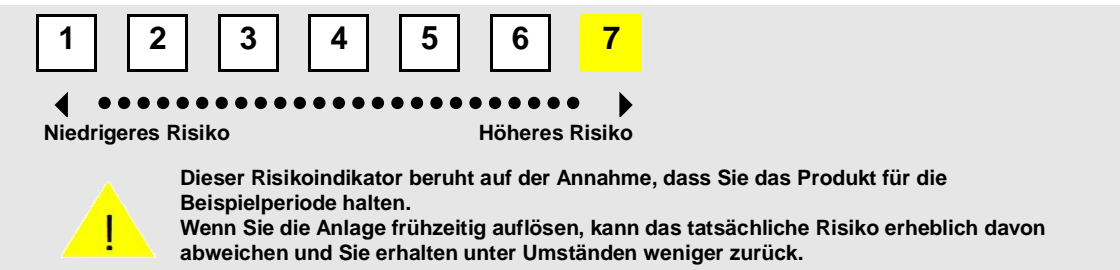 1 2 3 4 5 6 7
Niedrigeres Risiko Höheres Risiko
Dieser Risikoindikator beruht auf der Annahme, dass Sie das Produkt für die
Beispielperiode halten.
Wenn Sie die Anlage frühzeitig auflösen, kann das tatsächliche Risiko erheblich davon
abweichen und Sie erhalten unter Umständen weniger zurück.
!